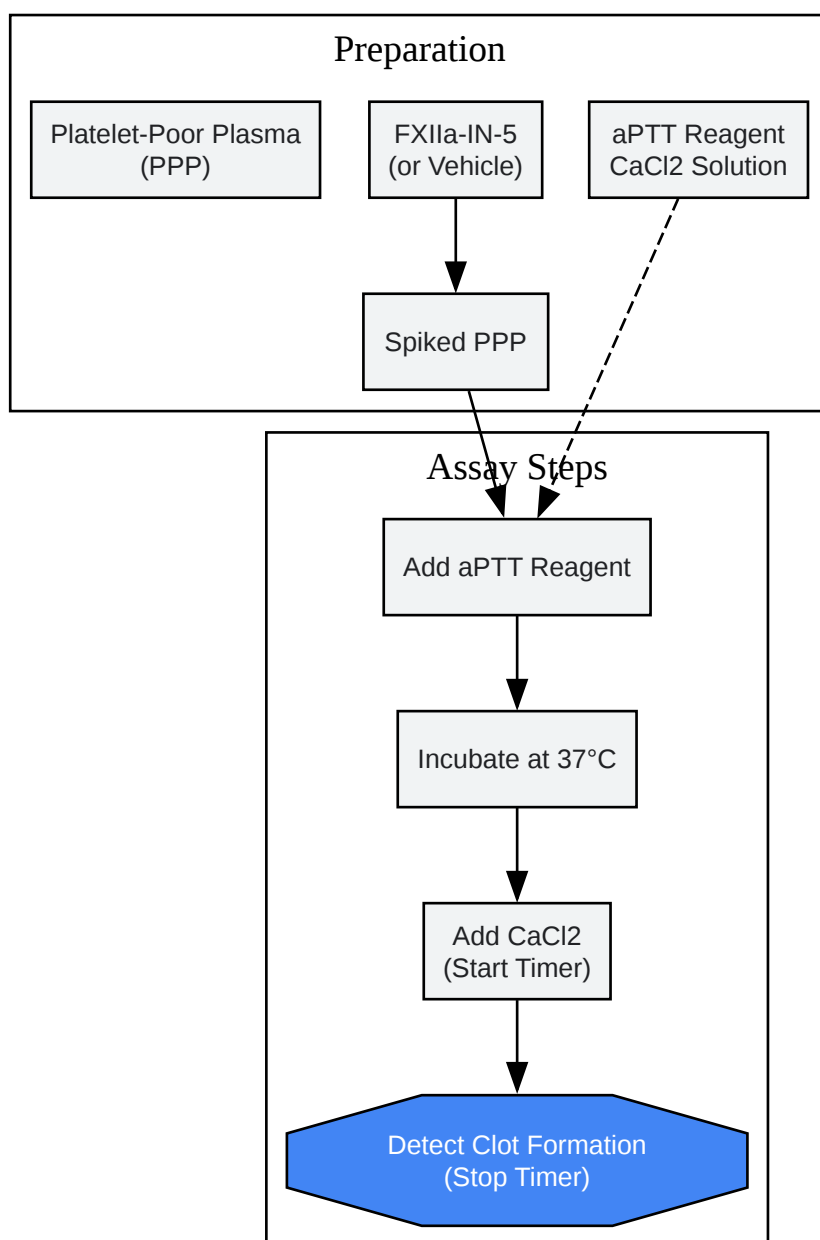 Preparation
Platelet-Poor Plasma
(PPP)
FXIIa-IN-5
(or Vehicle)
aPTT Reagent
CaCl2 Solution
Spiked PPP
Assay Steps
Add aPTT Reagent
Incubate at 37°C
Add CaCl2
(Start Timer)
Detect Clot Formation
(Stop Timer)